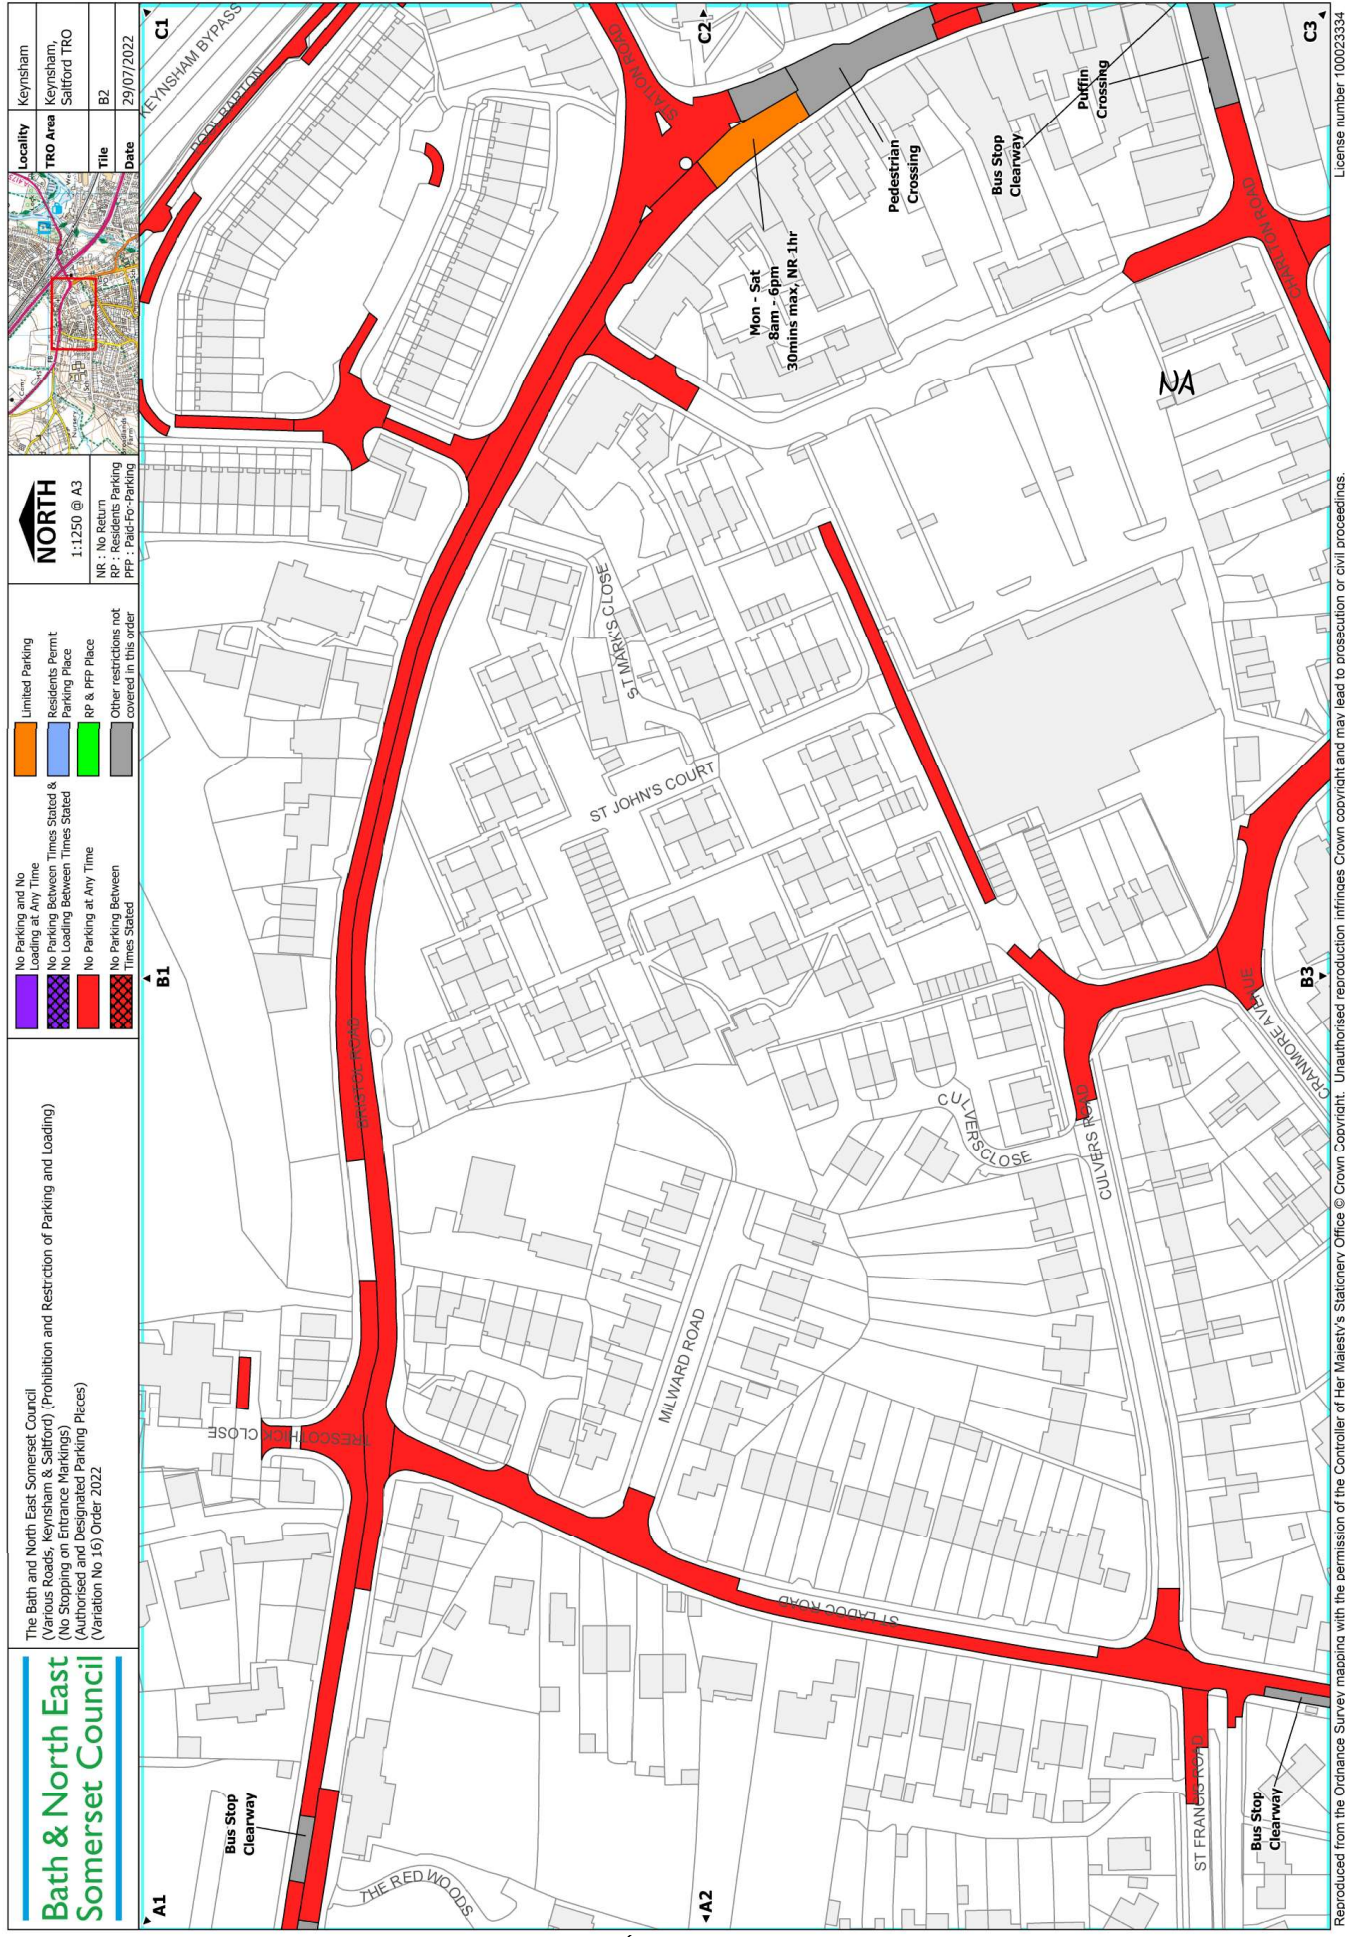 Bath & North East
Somerset Council
The Bath and North East Somerset Council
(Various Roads, Keynsham & Saltford) (Prohibition and Restriction of Parking and Loading)
(No Stopping on Entrance Markings)
(Authorised and Designated Parking Places)
(Variation No 16) Order 2022
No Parking and No
Loading at Any Time
No Parking Between Times Stated &
No Loading Between Times Stated
No Parking at Any Time
No Parking Between
Times Stated
Limited Parking
Residents Permit
Parking Place
RP & PFP Place
Other restrictions not
covered in this order
NORTH
1:1250 @ A3
NR : No Return
RP : Residents Parking
PFP : Paid-For-Parking
Locality
Keynsham
TRO Area
Keynsham,
Saltford TRO
Tile
B2
Date
29/07/2022
A1
B1
C1
KEYNSHAM BYPASS
POOL BARTON
TRESCOTHICK CLOSE
BRISTOL ROAD
Bus Stop
Clearway
THE RED WOODS
STATION ROAD
ST MARK'S CLOSE
ST JOHN'S COURT
MILWARD ROAD
A2
C2
Mon - Sat
8am - 6pm
30mins max, NR 1hr
Pedestrian
Crossing
ST LADOC ROAD
CULVERSCLOSE
CULVERS ROAD
Bus Stop
Clearway
Puffin
Crossing
NA
ST FRANCIS ROAD
Bus Stop
Clearway
CRANMORE AVENUE
CHARLTON ROAD
B3
C3
Reproduced from the Ordnance Survey mapping with the permission of the Controller of Her Majesty's Stationery Office © Crown Copyright. Unauthorised reproduction infringes Crown copyright and may lead to prosecution or civil proceedings.
License number 100023334